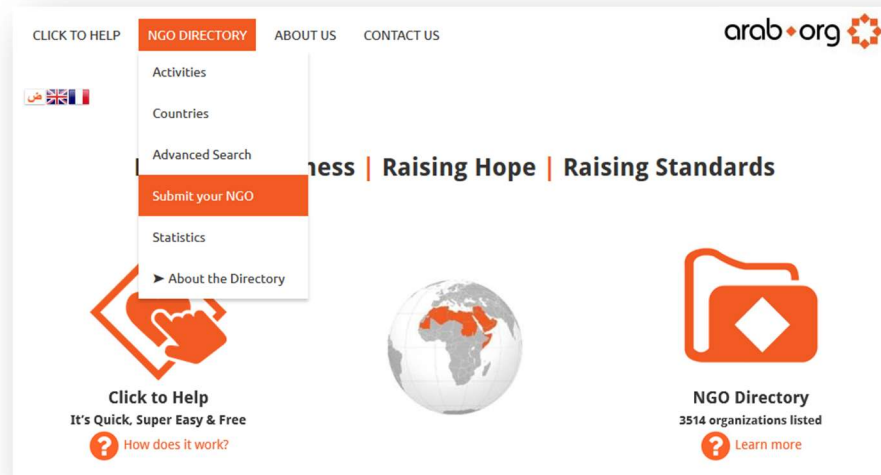 CLICK TO HELP NGO DIRECTORY ABOUT US CONTACT US
arab org
Activities
ض
Countries
Advanced Search
| Raising Hope | Raising Standards
Submit your NGO
Statistics
➤ About the Directory
Click to Help
It's Quick, Super Easy & Free
? How does it work?
NGO Directory
3514 organizations listed
? Learn more